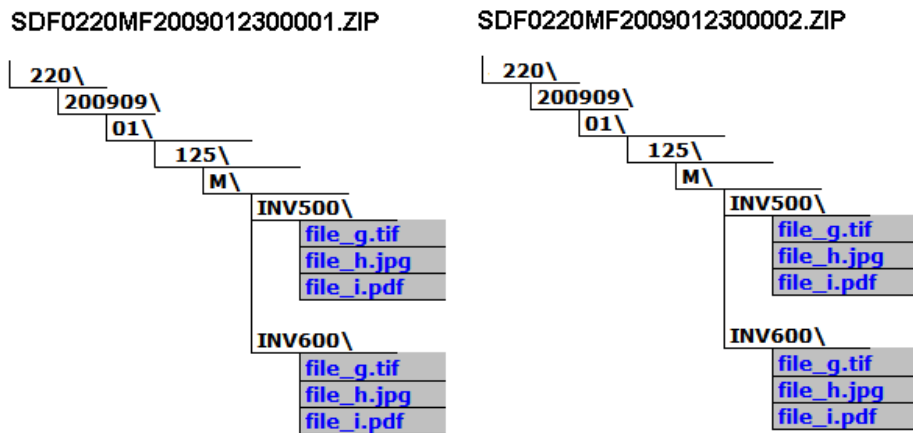 SDF0220MF2009012300001.ZIP
220\
200909\
01\
125\
M\
INV500\
file_g.tif
file_h.jpg
file_i.pdf
INV600\
file_g.tif
file_h.jpg
file_i.pdf
SDF0220MF2009012300002.ZIP
220\
200909\
01\
125\
M\
INV500\
file_g.tif
file_h.jpg
file_i.pdf
INV600\
file_g.tif
file_h.jpg
file_i.pdf